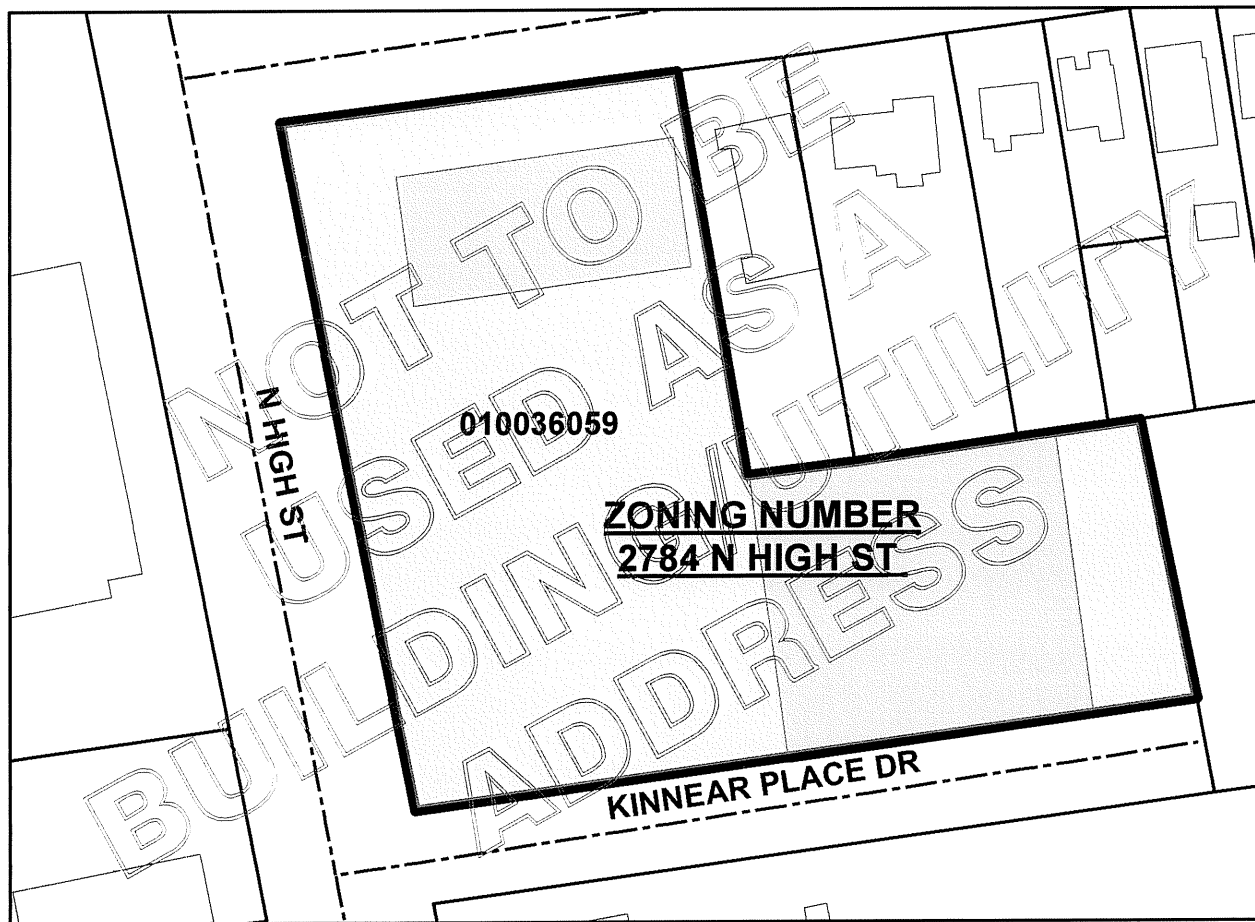 NOT TO BE
USED AS A
BUILDING/UTILITY
ADDRESS
N HIGH ST
010036059
ZONING NUMBER
2784 N HIGH ST
KINNEAR PLACE DR